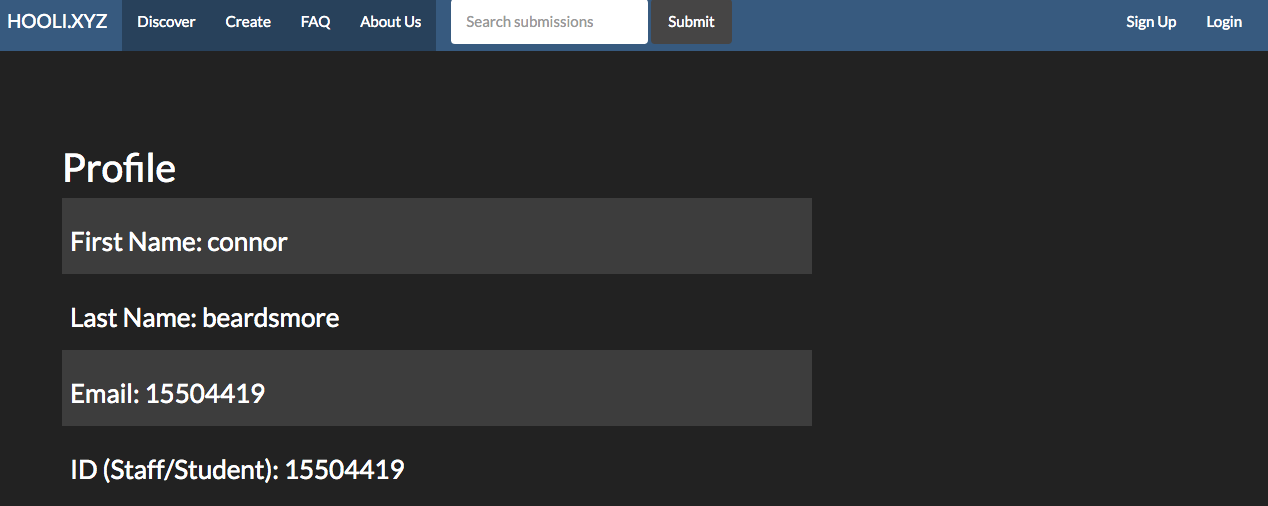 HOOLI.XYZ Discover Create FAQ About Us Search submissions Submit Sign Up Login
Profile
First Name: connor
Last Name: beardsmore
Email: 15504419
ID (Staff/Student): 15504419